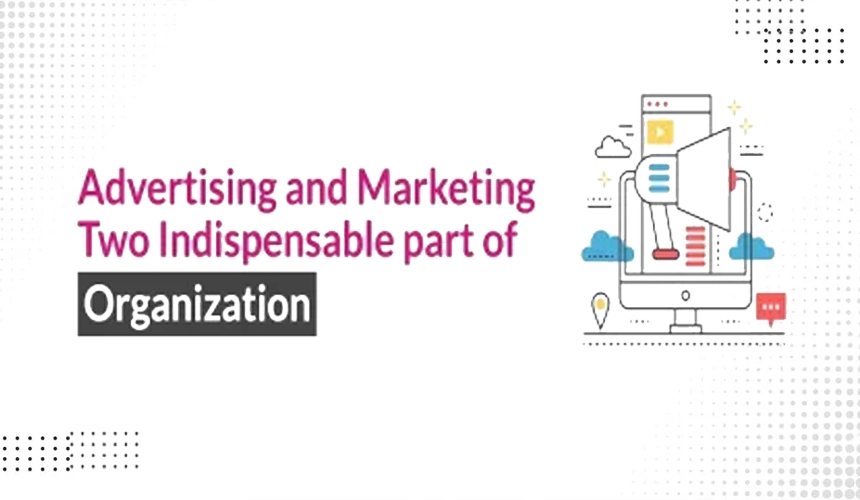 Advertising and Marketing
Two Indispensable part of
Organization